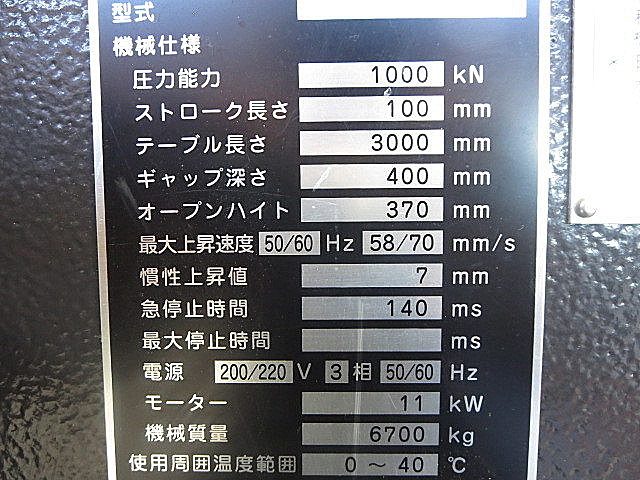 型式
機械仕様
圧力能力 1000 kN
ストローク長さ 100 mm
テーブル長さ 3000 mm
ギャップ深さ 400 mm
オープンハイト 370 mm
最大上昇速度 50/60 Hz 58/70 mm/s
慣性上昇値 7 mm
急停止時間 140 ms
最大停止時間 ms
電源 200/220 V 3 相 50/60 Hz
モーター 11 kW
機械質量 6700 kg
使用周囲温度範囲 0 ～ 40 ℃